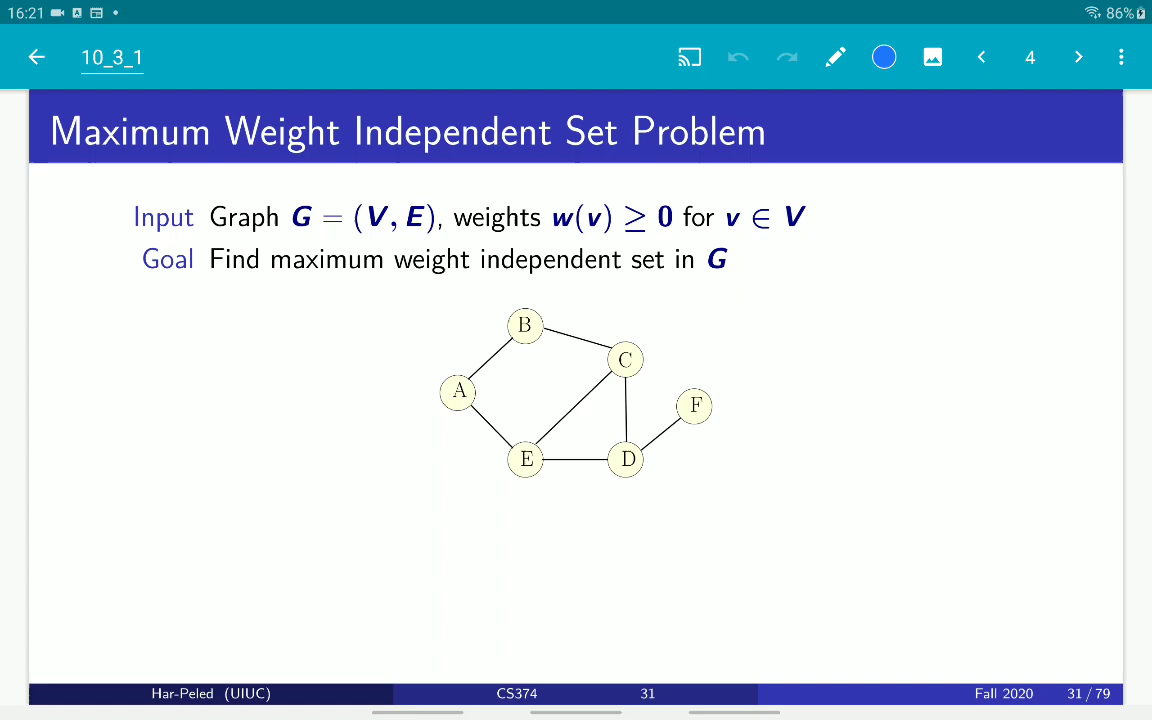 16:21 86%
10_3_1 4
Maximum Weight Independent Set Problem
Input Graph G = (V, E), weights w(v) ≥ 0 for v ∈ V
Goal Find maximum weight independent set in G
B
C
A
F
E
D
Har-Peled (UIUC) CS374 31 Fall 2020 31 / 79